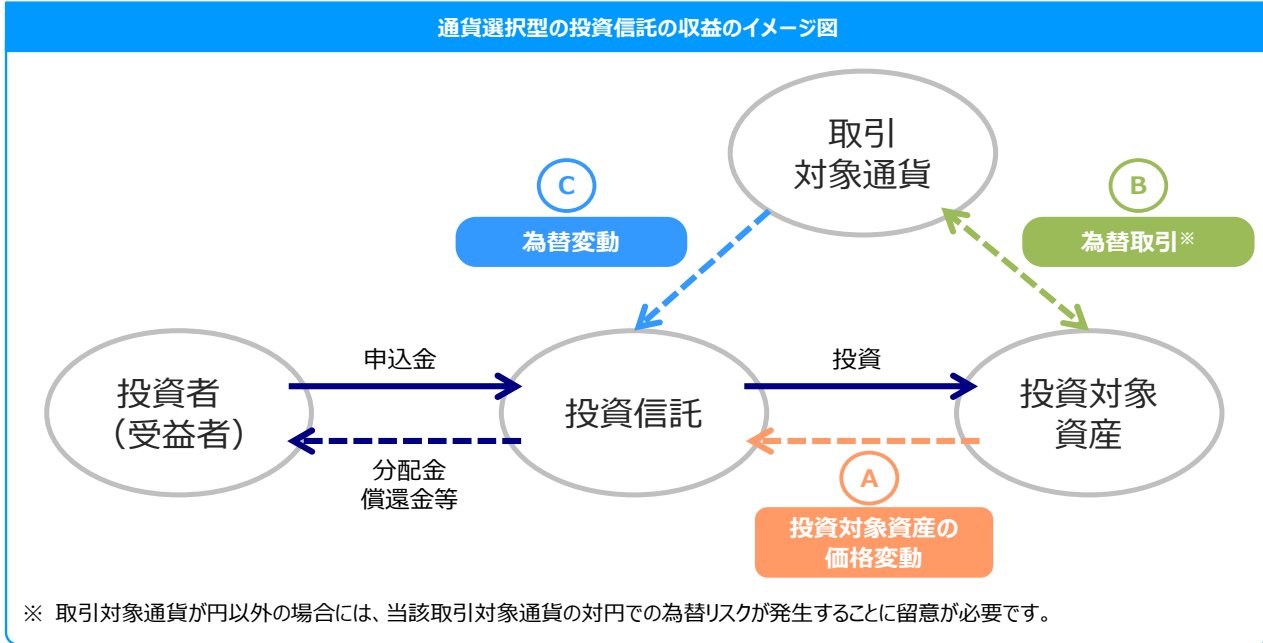 通貨選択型の投資信託の収益のイメージ図
取引
対象通貨
C
為替変動
B
為替取引※
投資者
（受益者）
申込金
分配金
償還金等
投資信託
投資
A
投資対象資産の
価格変動
投資対象
資産
※ 取引対象通貨が円以外の場合には、当該取引対象通貨の対円での為替リスクが発生することに留意が必要です。